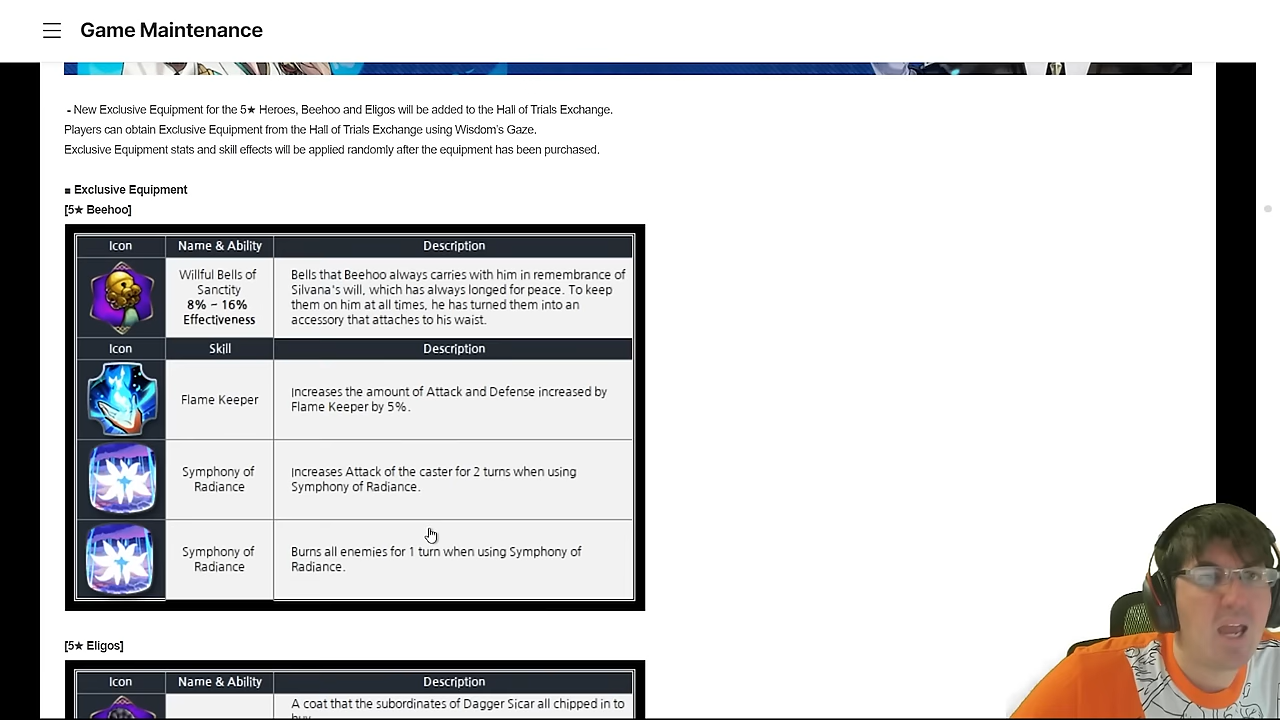 Game Maintenance
- New Exclusive Equipment for the 5★ Heroes, Beehoo and Eligos will be added to the Hall of Trials Exchange.
Players can obtain Exclusive Equipment from the Hall of Trials Exchange using Wisdom's Gaze.
Exclusive Equipment stats and skill effects will be applied randomly after the equipment has been purchased.
■ Exclusive Equipment
[5★ Beehoo]
Icon Name & Ability Description
Willful Bells of
Sanctity
8% ~ 16%
Effectiveness
Bells that Beehoo always carries with him in remembrance of
Silvana's will, which has always longed for peace. To keep
them on him at all times, he has turned them into an
accessory that attaches to his waist.
Icon Skill Description
Flame Keeper
Increases the amount of Attack and Defense increased by
Flame Keeper by 5%.
Symphony of
Radiance
Increases Attack of the caster for 2 turns when using
Symphony of Radiance.
Symphony of
Radiance
Burns all enemies for 1 turn when using Symphony of
Radiance.
[5★ Eligos]
Icon Name & Ability Description
A coat that the subordinates of Dagger Sicar all chipped in to
buy